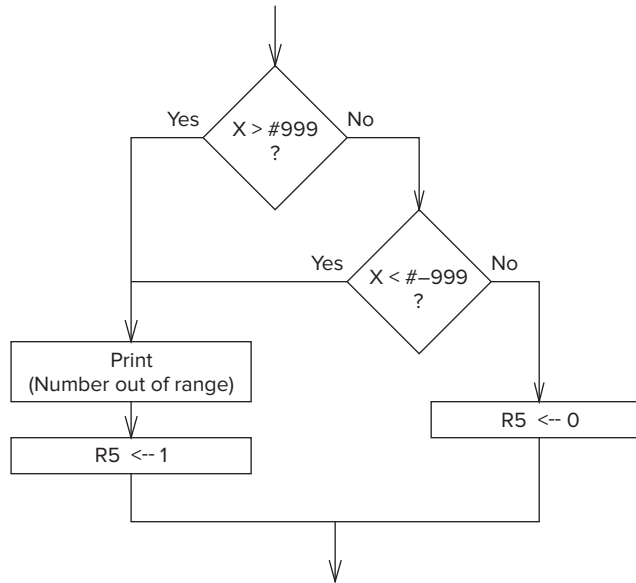 Yes
X > #999
?
No
Yes
X < #–999
?
No
Print
(Number out of range)
R5 <-- 0
R5 <-- 1